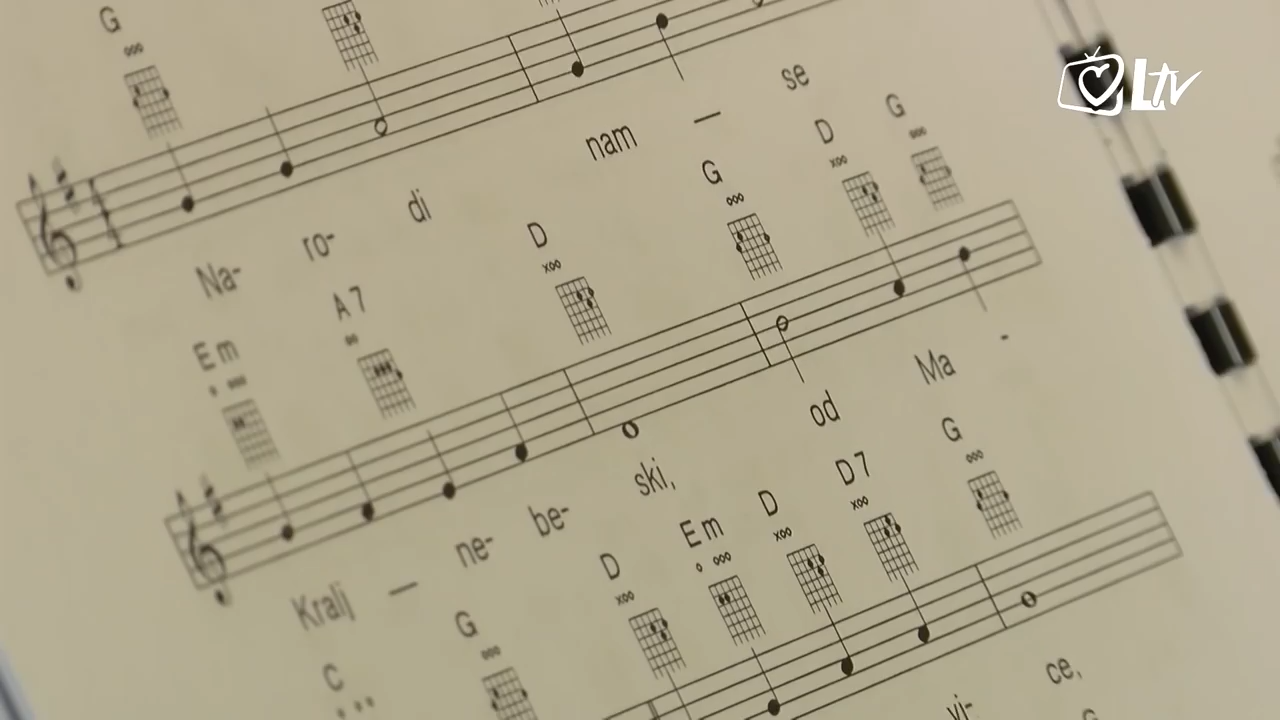 LTV
G
Na- ro- di nam — se
Em A7 D G D G
Kralj — ne- be- ski, od Ma -
C G D Em D D7 G
vi- ce,